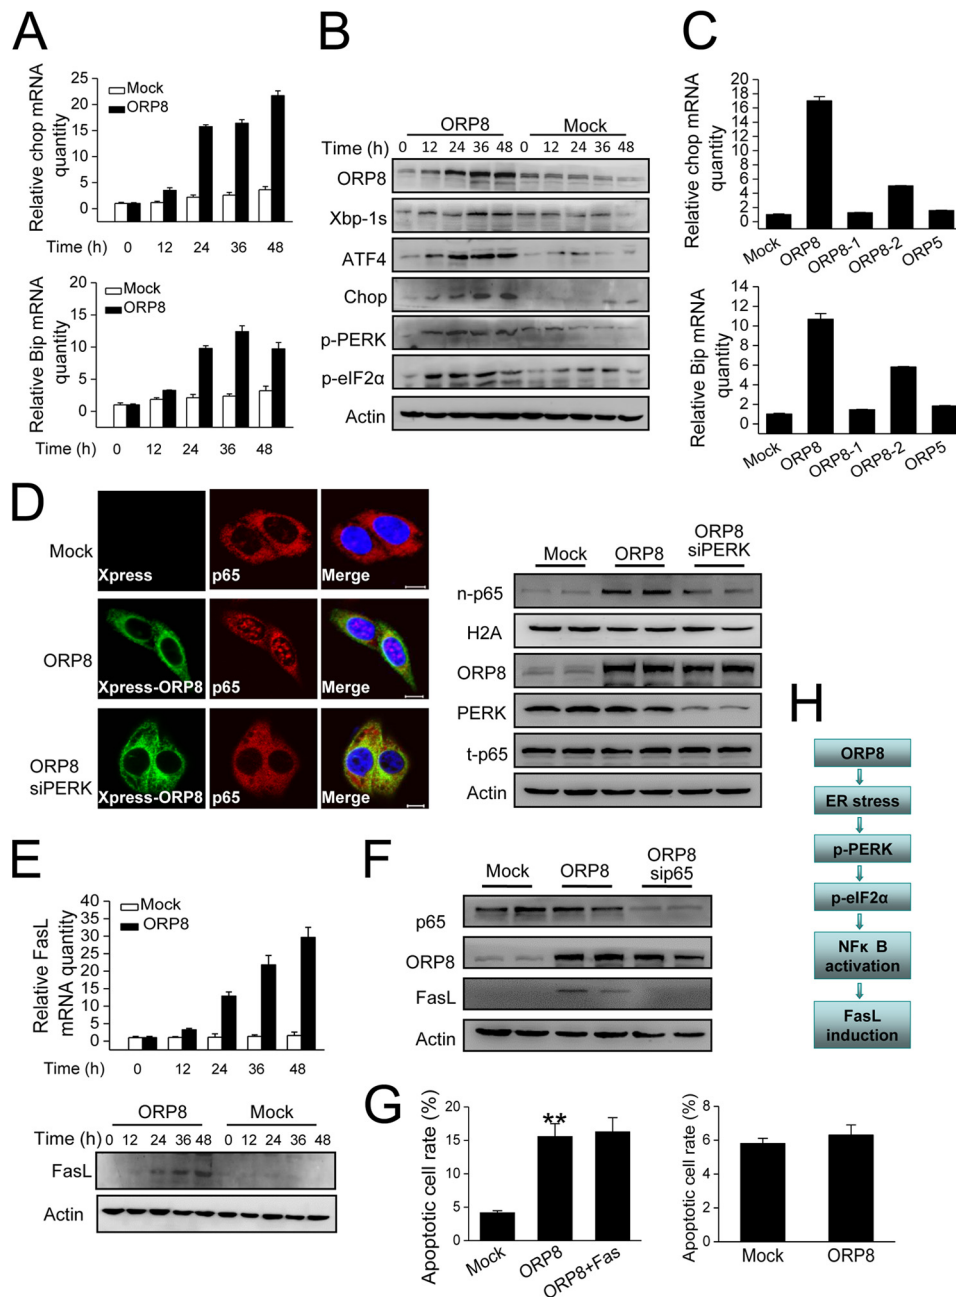 A
Relative chop mRNA
quantity
25
20
15
10
5
0
Mock
ORP8
Time (h)
0 12 24 36 48
Relative Bip mRNA
quantity
15
10
5
0
Mock
ORP8
Time (h)
0 12 24 36 48
B
ORP8 Mock
Time (h) 0 12 24 36 48 0 12 24 36 48
ORP8
Xbp-1s
ATF4
Chop
p-PERK
p-eIF2α
Actin
C
Relative chop mRNA
quantity
20
18
16
14
12
10
8
6
4
2
0
Mock ORP8 ORP8-1 ORP8-2 ORP5
Relative Bip mRNA
quantity
14
12
10
8
6
4
2
0
Mock ORP8 ORP8-1 ORP8-2 ORP5
D
Mock
Xpress p65 Merge
ORP8
Xpress-ORP8 p65 Merge
ORP8
siPERK
Xpress-ORP8 p65 Merge
Mock ORP8 ORP8
siPERK
n-p65
H2A
ORP8
PERK
t-p65
Actin
E
Relative FasL
mRNA quantity
40
35
30
25
20
15
10
5
0
Mock
ORP8
Time (h) 0 12 24 36 48
ORP8 Mock
Time (h) 0 12 24 36 48 0 12 24 36 48
FasL
Actin
F
Mock ORP8 ORP8
sip65
p65
ORP8
FasL
Actin
G
Apoptotic cell rate (%)
20
15
10
5
0
**
Mock ORP8 ORP8+Fas
Apoptotic cell rate (%)
8
6
4
2
0
Mock ORP8
H
ORP8
ER stress
p-PERK
p-eIF2α
NFκ B
activation
FasL
induction